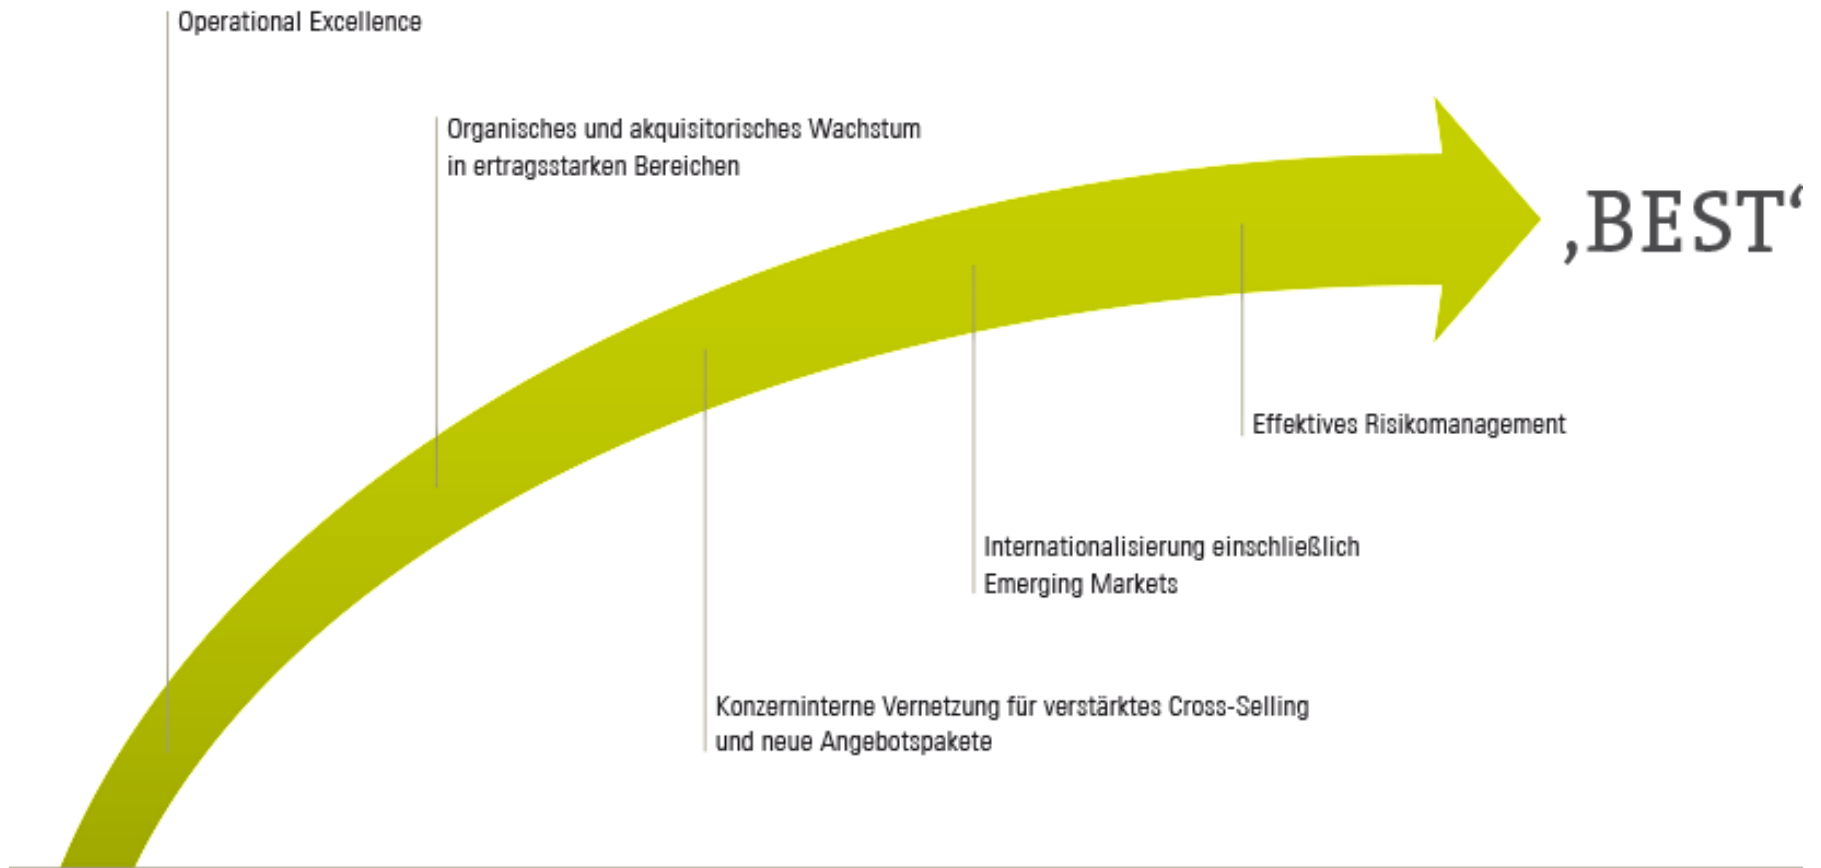 Operational Excellence
Organisches und akquisitorisches Wachstum
in ertragsstarken Bereichen
‚BEST‘
Effektives Risikomanagement
Internationalisierung einschließlich
Emerging Markets
Konzerninterne Vernetzung für verstärktes Cross-Selling
und neue Angebotspakete